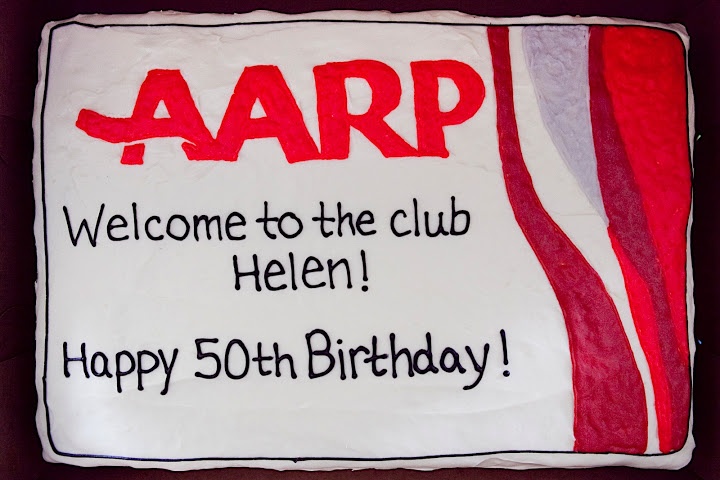 AARP
Welcome to the club
Helen!
Happy 50th Birthday!